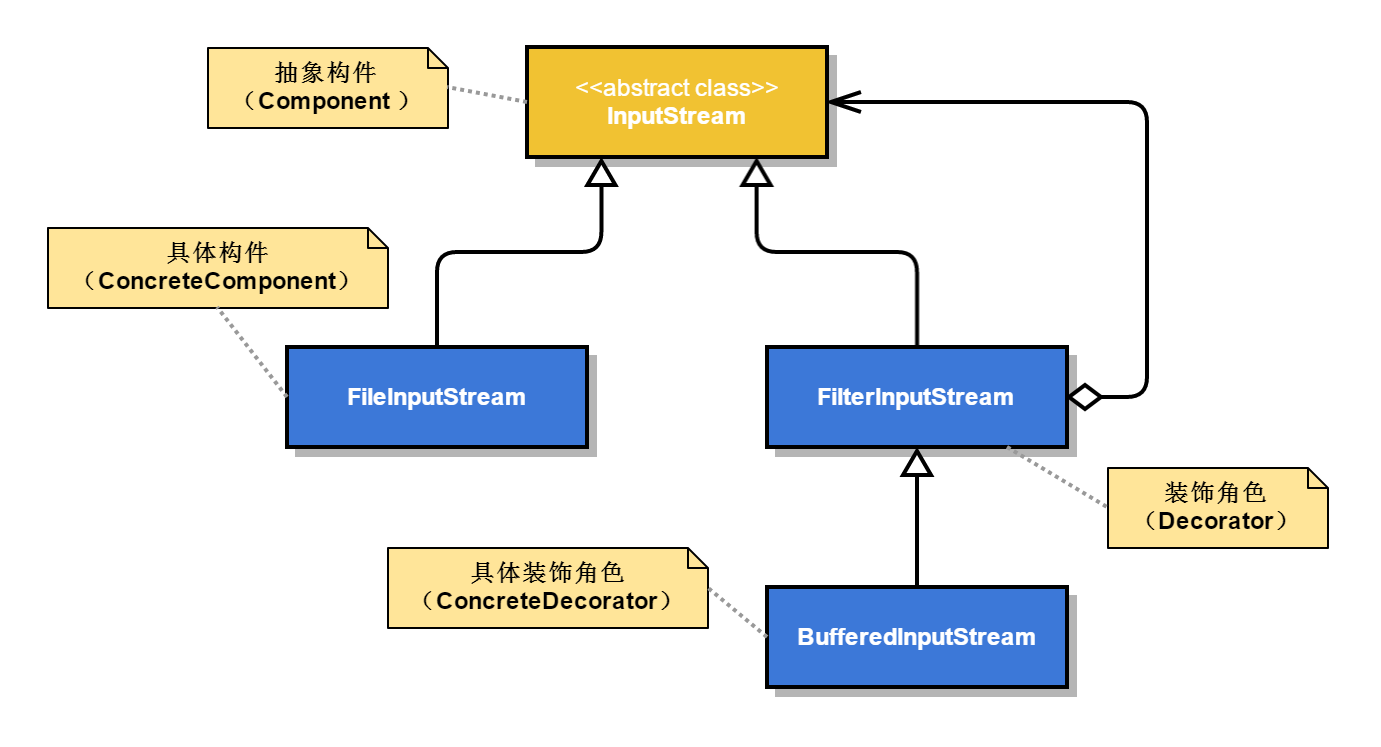 抽象构件
（Component ）
<<abstract class>>
InputStream
具体构件
（ConcreteComponent）
FileInputStream
FilterInputStream
装饰角色
（Decorator）
具体装饰角色
（ConcreteDecorator）
BufferedInputStream